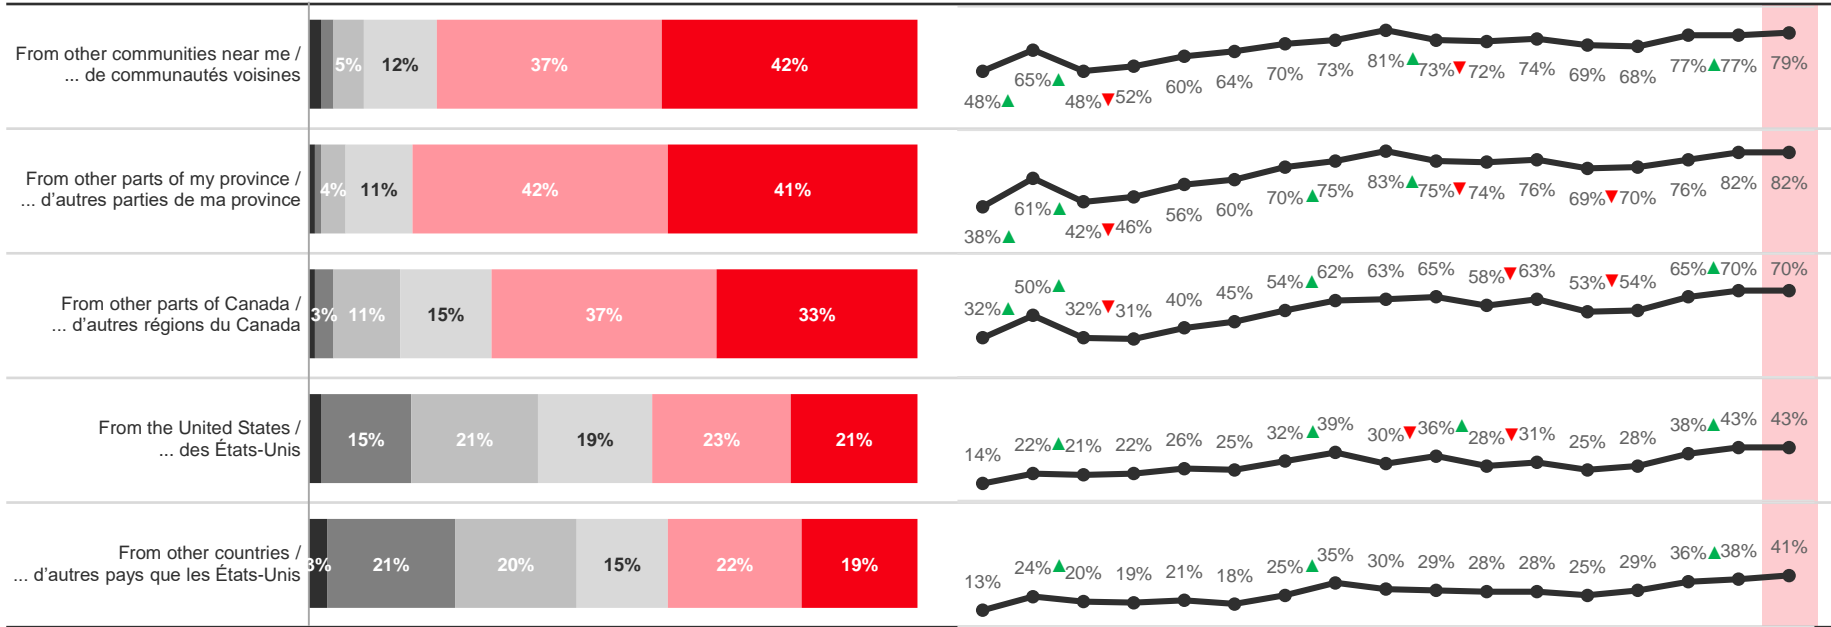 From other communities near me /
... de communautés voisines
5% 12% 37% 42%
48%▲ 65%▲ 48%▼ 52% 60% 64% 70% 73% 81%▲ 73%▼ 72% 74% 69% 68% 77%▲ 77% 79%
From other parts of my province /
... d'autres parties de ma province
4% 11% 42% 41%
38%▲ 61%▲ 42%▼ 46% 56% 60% 70%▲ 75% 83%▲ 75%▼ 74% 76% 69%▼ 70% 76% 82% 82%
From other parts of Canada /
... d'autres régions du Canada
3% 11% 15% 37% 33%
32%▲ 50%▲ 32%▼ 31% 40% 45% 54%▲ 62% 63% 65% 58%▼ 63% 53%▼ 54% 65%▲ 70% 70%
From the United States /
... des États-Unis
15% 21% 19% 23% 21%
14% 22%▲ 21% 22% 26% 25% 32%▲ 39% 30%▼ 36%▲ 28%▼ 31% 25% 28% 38%▲ 43% 43%
From other countries /
... d'autres pays que les États-Unis
3% 21% 20% 15% 22% 19%
13% 24%▲ 20% 19% 21% 18% 25%▲ 35% 30% 29% 28% 28% 25% 29% 36%▲ 38% 41%